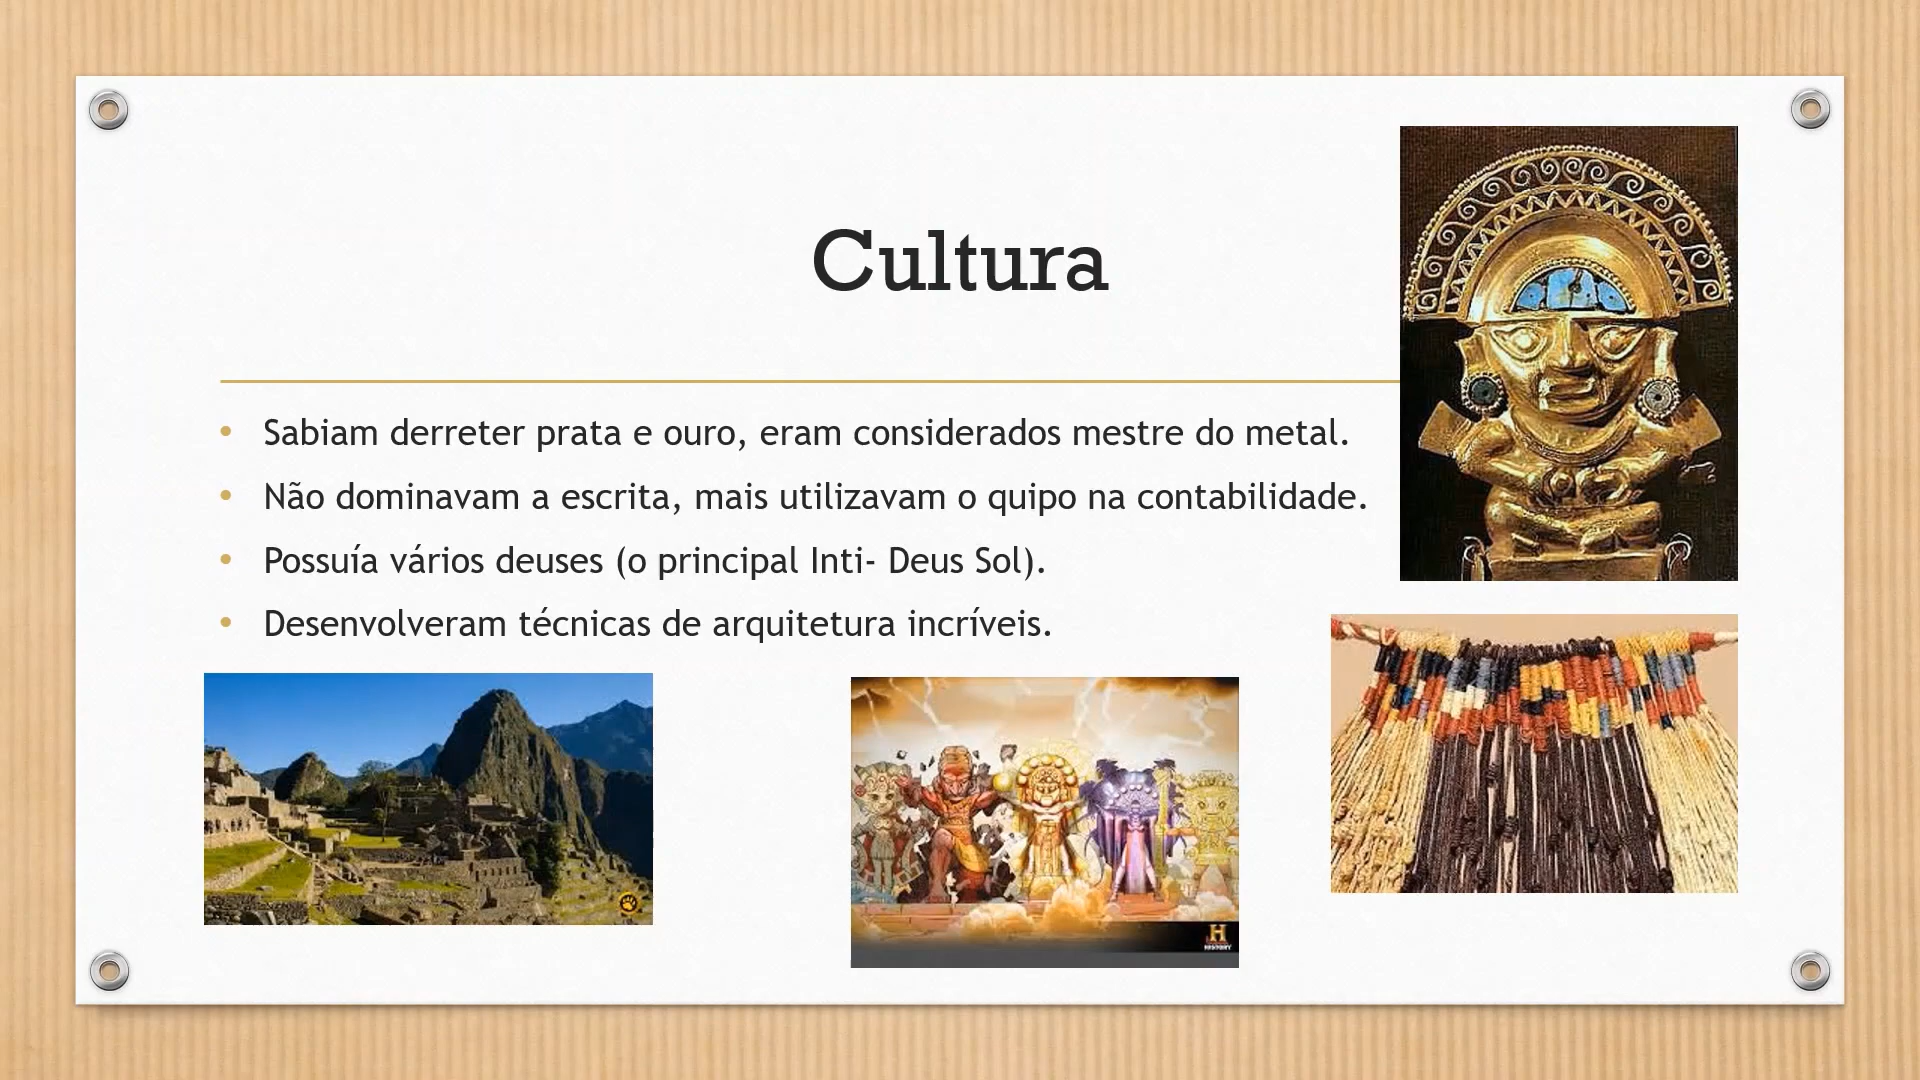 Cultura
• Sabiam derreter prata e ouro, eram considerados mestre do metal.
• Não dominavam a escrita, mais utilizavam o quipo na contabilidade.
• Possuía vários deuses (o principal Inti- Deus Sol).
• Desenvolveram técnicas de arquitetura incríveis.
H
HISTORY